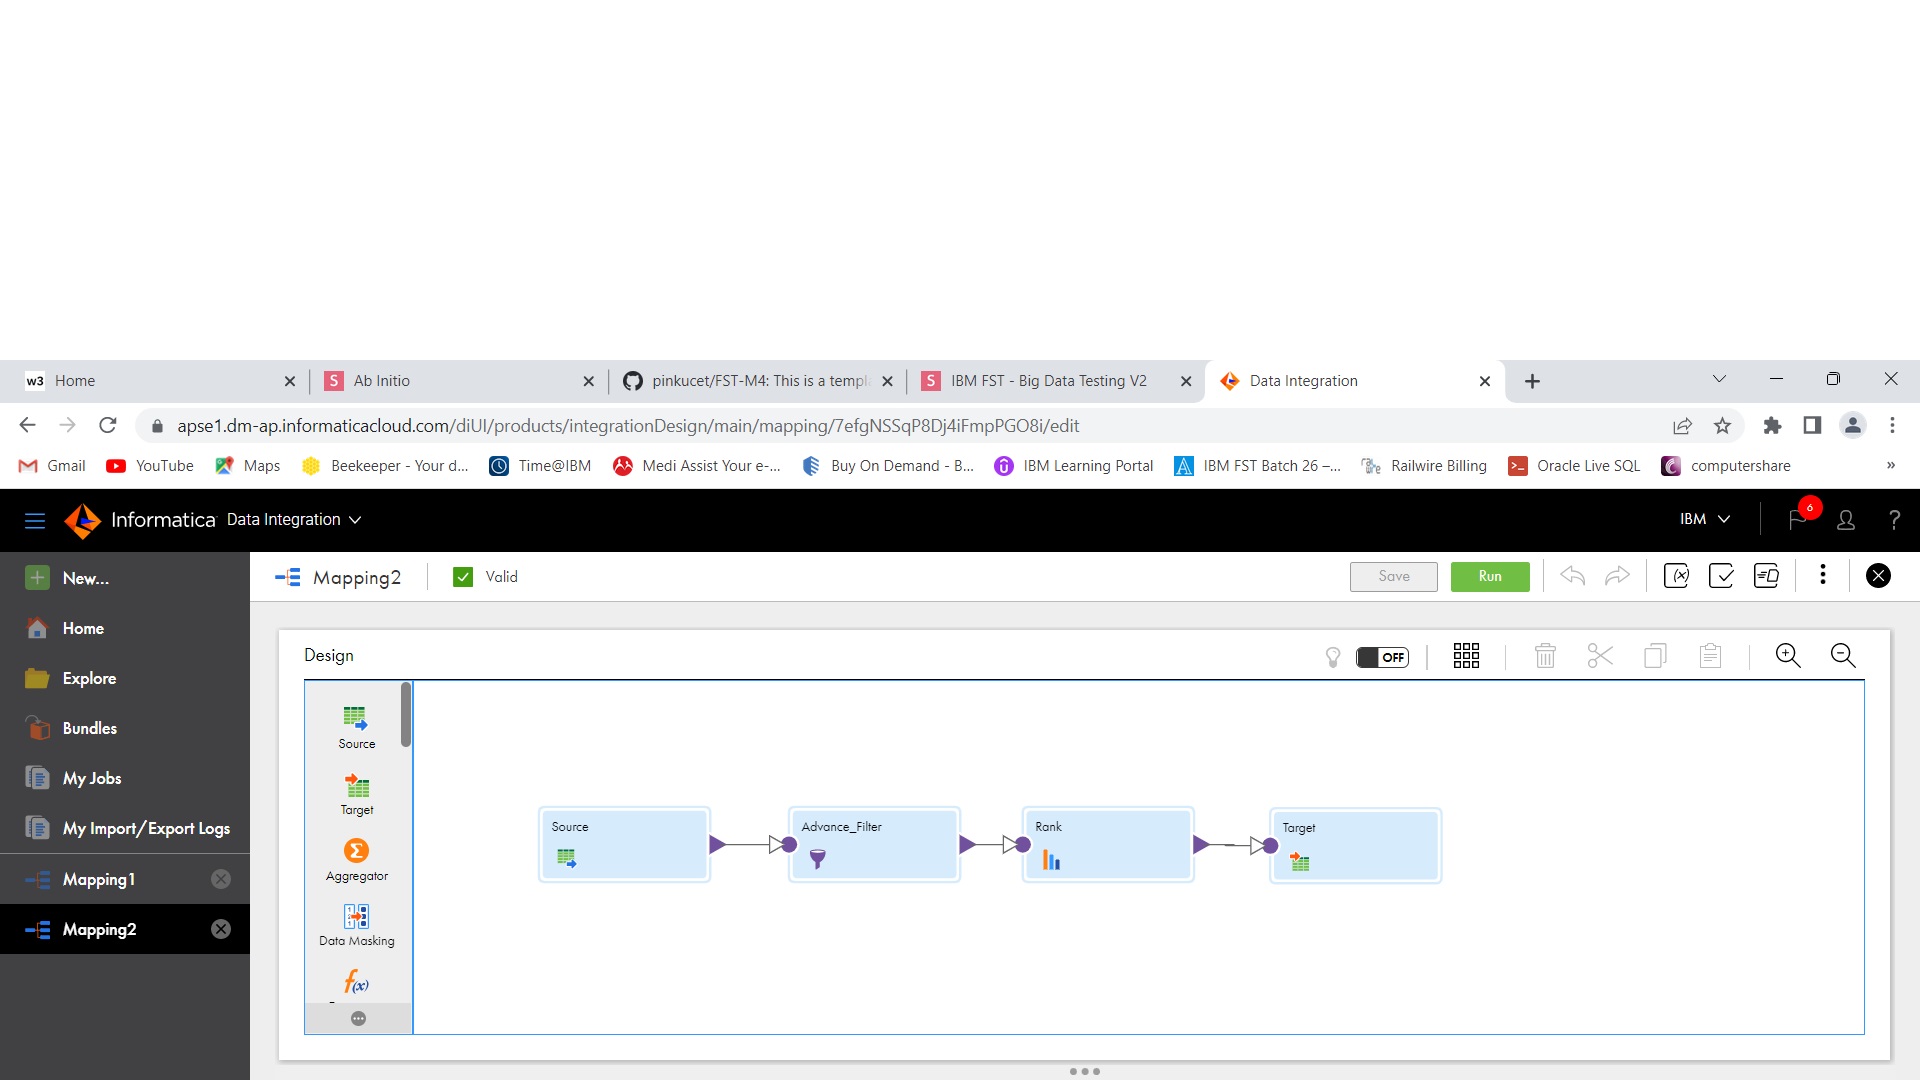 w3 Home
S Ab Initio
pinkucet/FST-M4: This is a templ
S IBM FST - Big Data Testing V2
Data Integration
apse1.dm-ap.informaticacloud.com/diUI/products/integrationDesign/main/mapping/7efgNSSqP8Dj4iFmpPGO8i/edit
Gmail
YouTube
Maps
Beekeeper - Your d...
Time@IBM
Medi Assist Your e-...
Buy On Demand - B...
IBM Learning Portal
IBM FST Batch 26 –...
Railwire Billing
Oracle Live SQL
computershare
»
Informatica Data Integration
IBM
6
?
New...
Home
Explore
Bundles
My Jobs
My Import/Export Logs
Mapping1
Mapping2
Mapping2
Valid
Save
Run
Design
OFF
Source
Target
Aggregator
Data Masking
f(x)
Source
Advance_Filter
Rank
Target